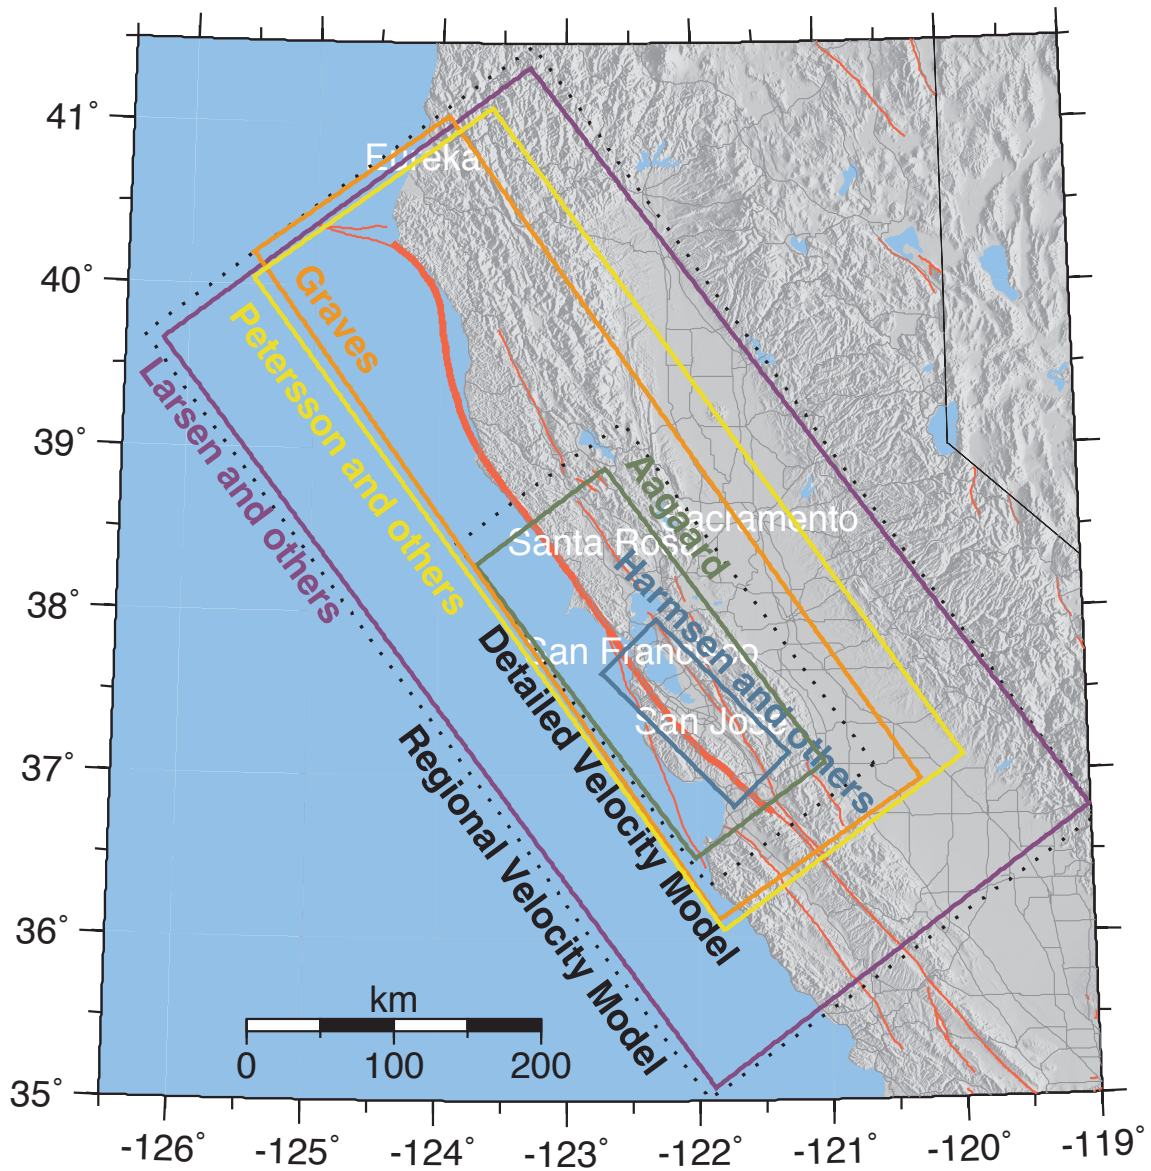 41°
40°
39°
38°
37°
36°
35°
Eureka
Graves
Petersson and others
Larsen and others
Aagaard
Sacramento
Santa Rosa
Harmsen and others
San Francisco
San Jose
Detailed Velocity Model
Regional Velocity Model
km
0 100 200
-126° -125° -124° -123° -122° -121° -120° -119°